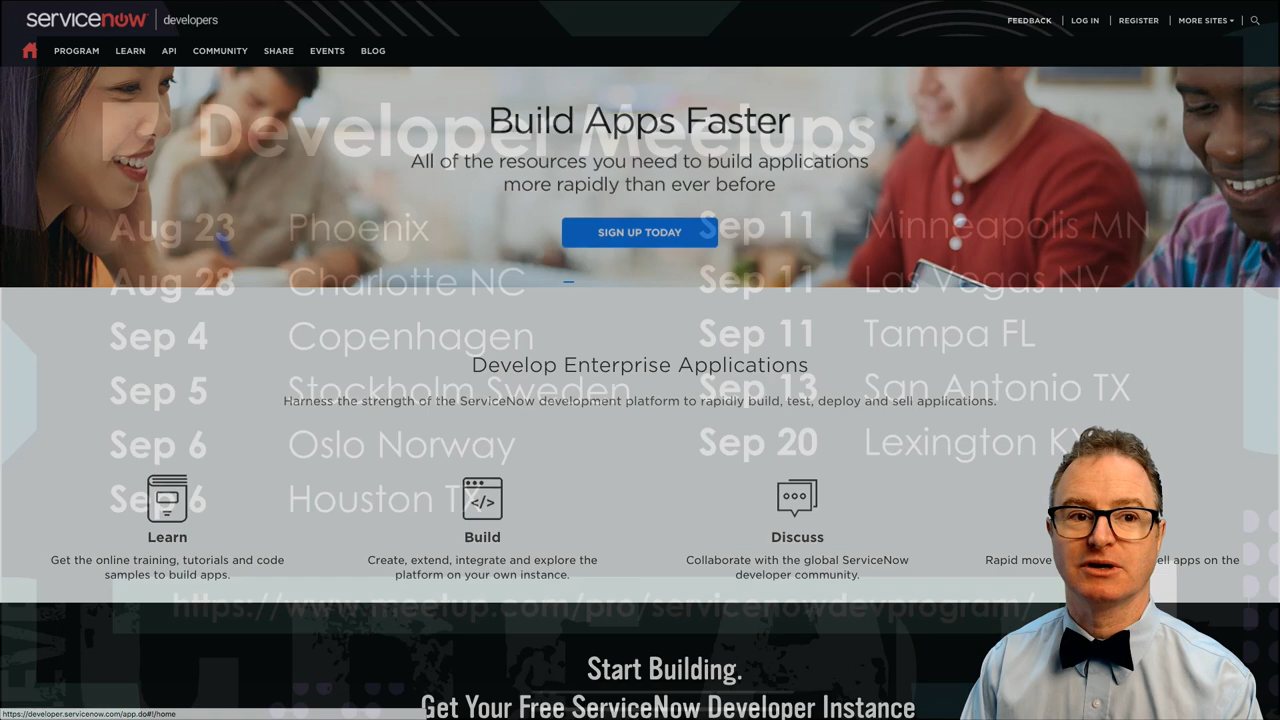 servicenow developers
FEEDBACK LOG IN REGISTER MORE SITES
PROGRAM LEARN API COMMUNITY SHARE EVENTS BLOG
Developer Meetups
Build Apps Faster
All of the resources you need to build applications
more rapidly than ever before
SIGN UP TODAY
Aug 23 Phoenix
Aug 28 Charlotte NC
Sep 4 Copenhagen
Sep 5 Stockholm Sweden
Sep 6 Oslo Norway
Sep 6 Houston TX
Sep 11 Minneapolis MN
Sep 11 Las Vegas NV
Sep 11 Tampa FL
Sep 13 San Antonio TX
Sep 20 Lexington KY
Develop Enterprise Applications
Harness the strength of the ServiceNow development platform to rapidly build, test, deploy and sell applications.
Learn
Get the online training, tutorials and code
samples to build apps.
Build
Create, extend, integrate and explore the
platform on your own instance.
Discuss
Collaborate with the global ServiceNow
developer community.
Rapid move ell apps on the
https://www.meetup.com/pro/servicenowdevprogram/
Start Building.
Get Your Free ServiceNow Developer Instance
https://developer.servicenow.com/app.do#!/home